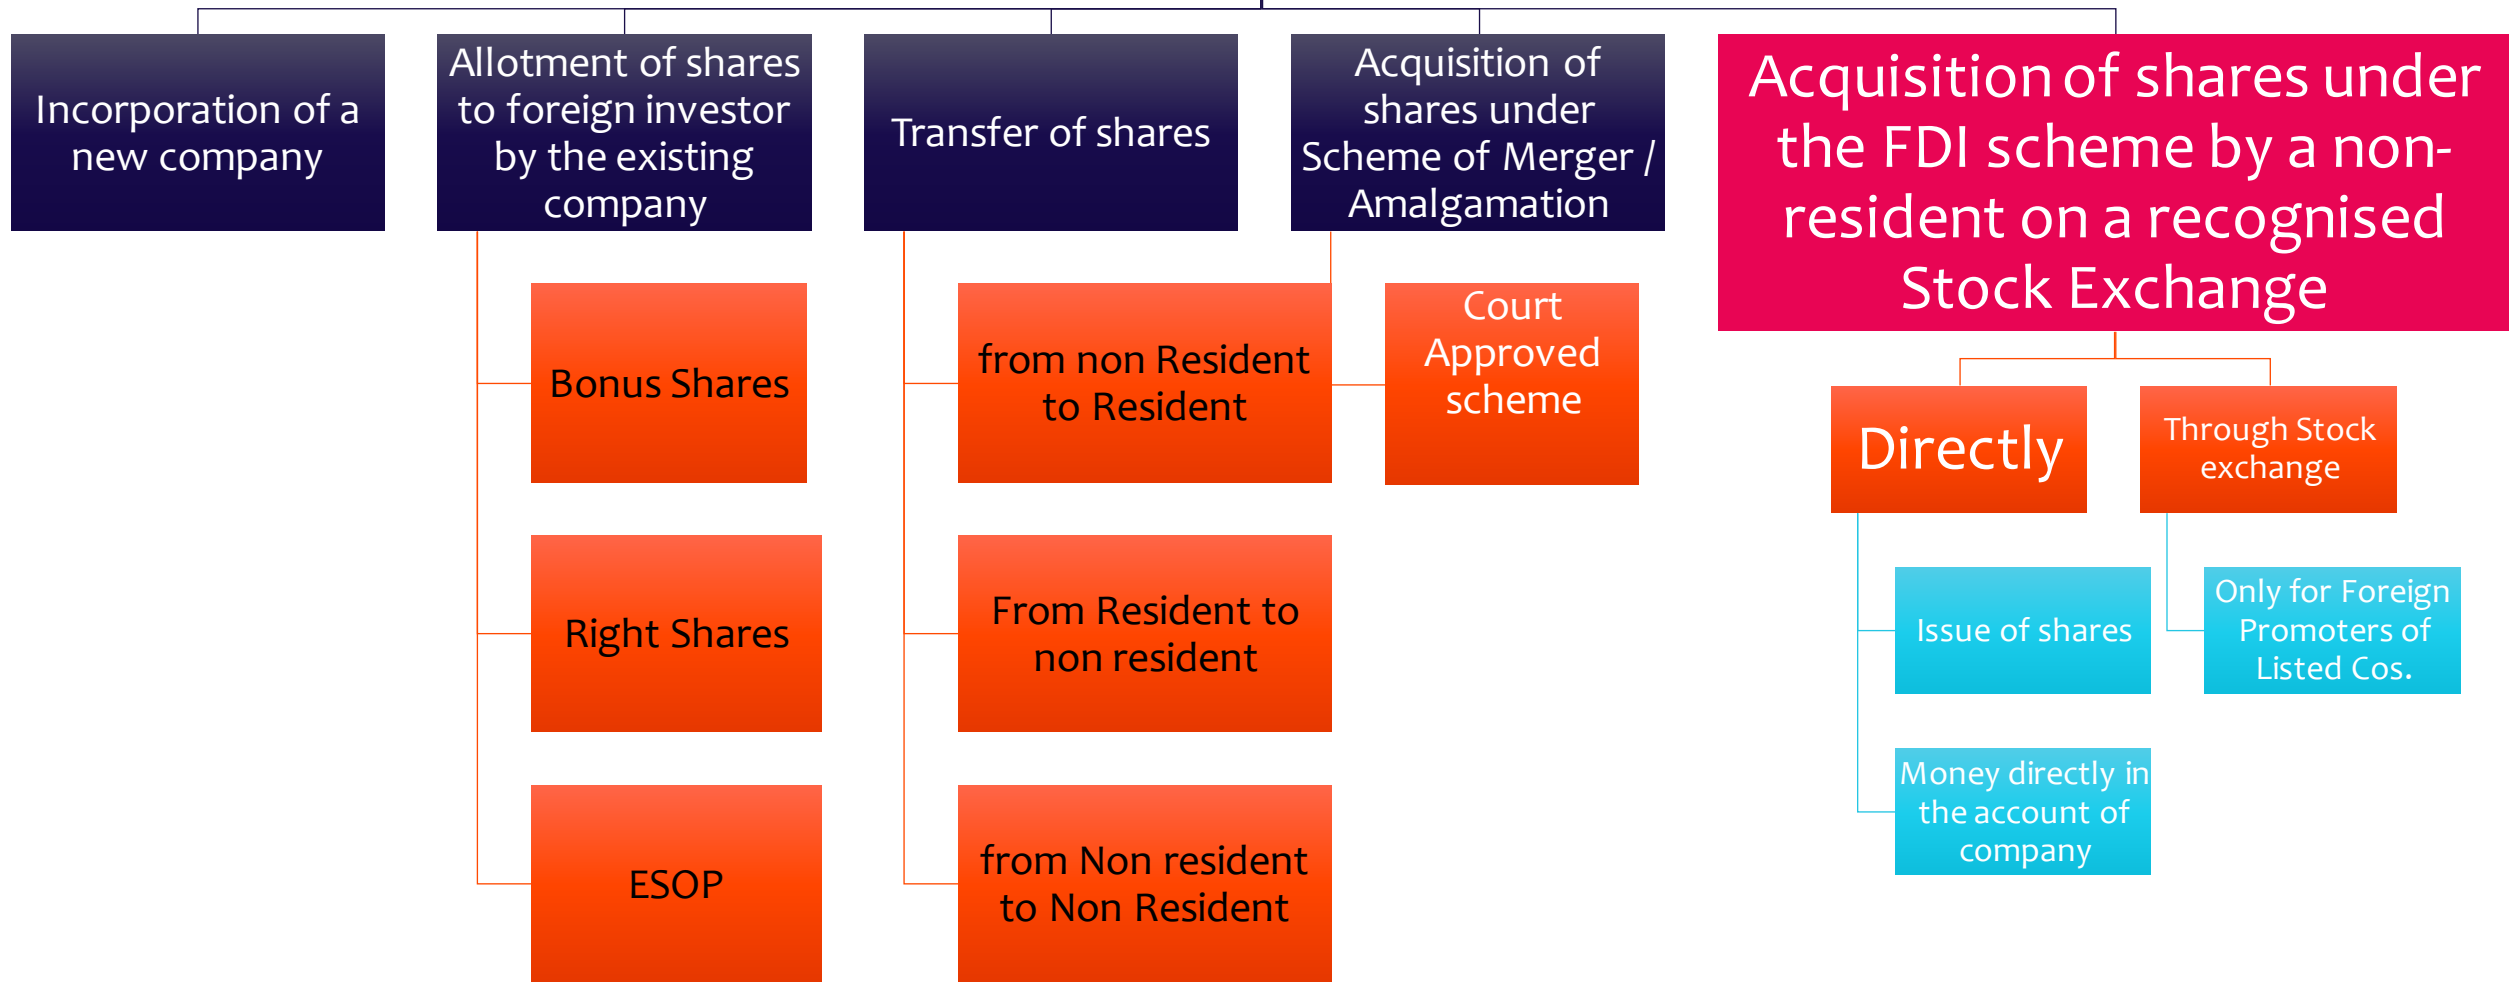 Incorporation of a
new company
Allotment of shares
to foreign investor
by the existing
company
Transfer of shares
Acquisition of
shares under
Scheme of Merger /
Amalgamation
Acquisition of shares under
the FDI scheme by a non-
resident on a recognised
Stock Exchange
Bonus Shares
Right Shares
ESOP
from non Resident
to Resident
From Resident to
non resident
from Non resident
to Non Resident
Court
Approved
scheme
Directly
Issue of shares
Money directly in
the account of
company
Through Stock
exchange
Only for Foreign
Promoters of
Listed Cos.